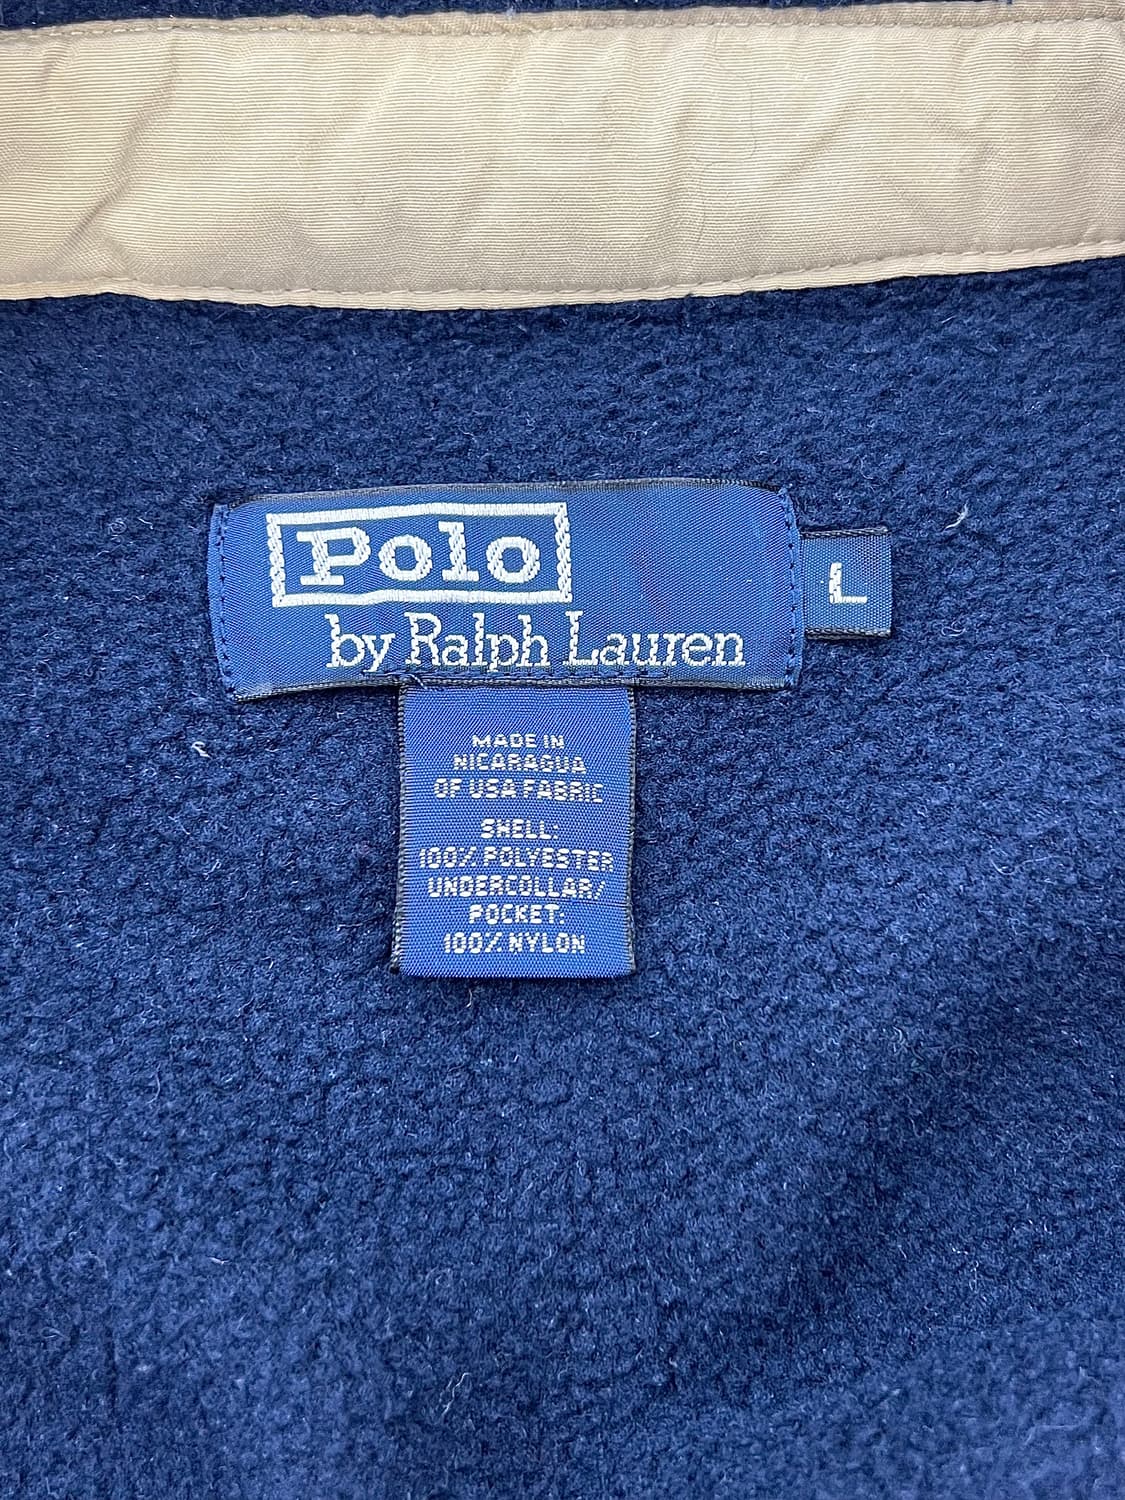 Polo
by Ralph Lauren
L
MADE IN
NICARAGUA
OF USA FABRIC
SHELL:
100% POLYESTER
UNDERCOLLAR/
POCKET:
100% NYLON